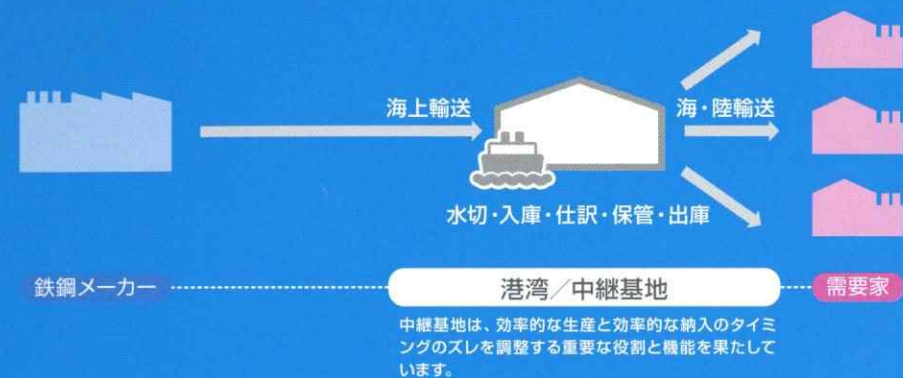 海上輸送
海・陸輸送
水切・入庫・仕訳・保管・出庫
鉄鋼メーカー
港湾／中継基地
需要家
中継基地は、効率的な生産と効率的な納入のタイミ
ングのズレを調整する重要な役割と機能を果たして
います。